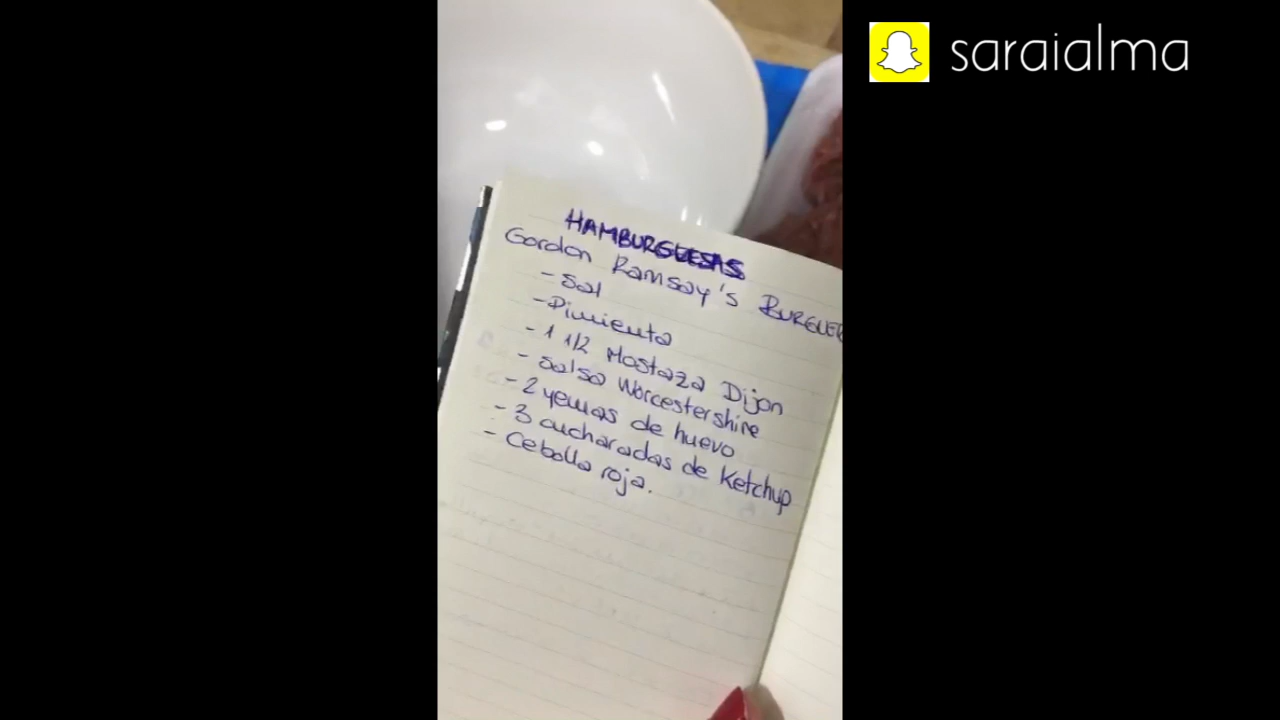 saraialma
HAMBURGUESAS
Gordon Ramsay's BURGUER
- Sal
- Pimienta
- 1 1/2 Mostaza Dijon
- Salsa Worcestershire
- 2 yemas de huevo
- 3 cucharadas de Ketchup
- Cebolla roja.